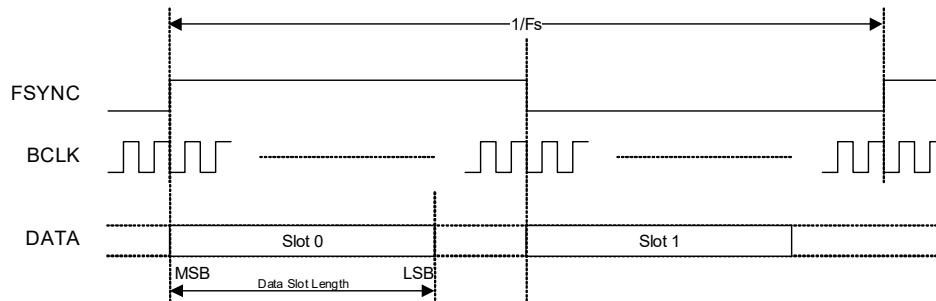 1/Fs
FSYNC
BCLK
DATA
Slot 0
Slot 1
MSB
LSB
Data Slot Length